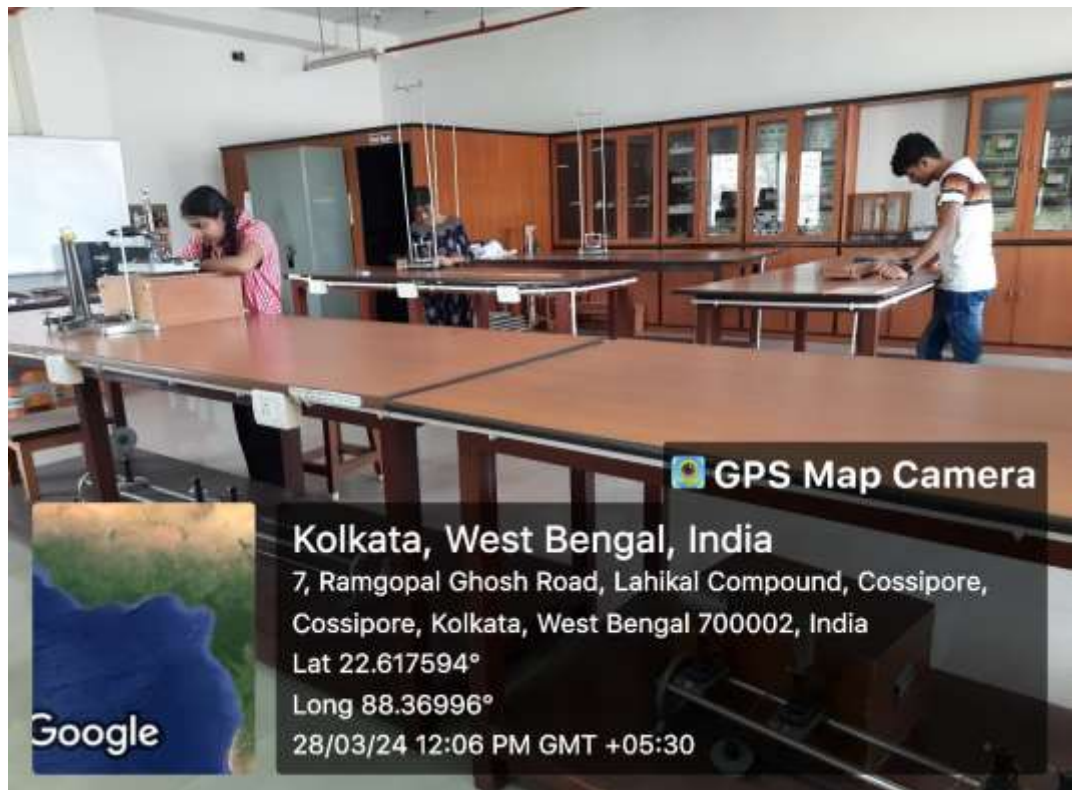 GPS Map Camera
Kolkata, West Bengal, India
7, Ramgopal Ghosh Road, Lahikal Compound, Cossipore,
Cossipore, Kolkata, West Bengal 700002, India
Lat 22.617594°
Long 88.36996°
28/03/24 12:06 PM GMT +05:30
Google